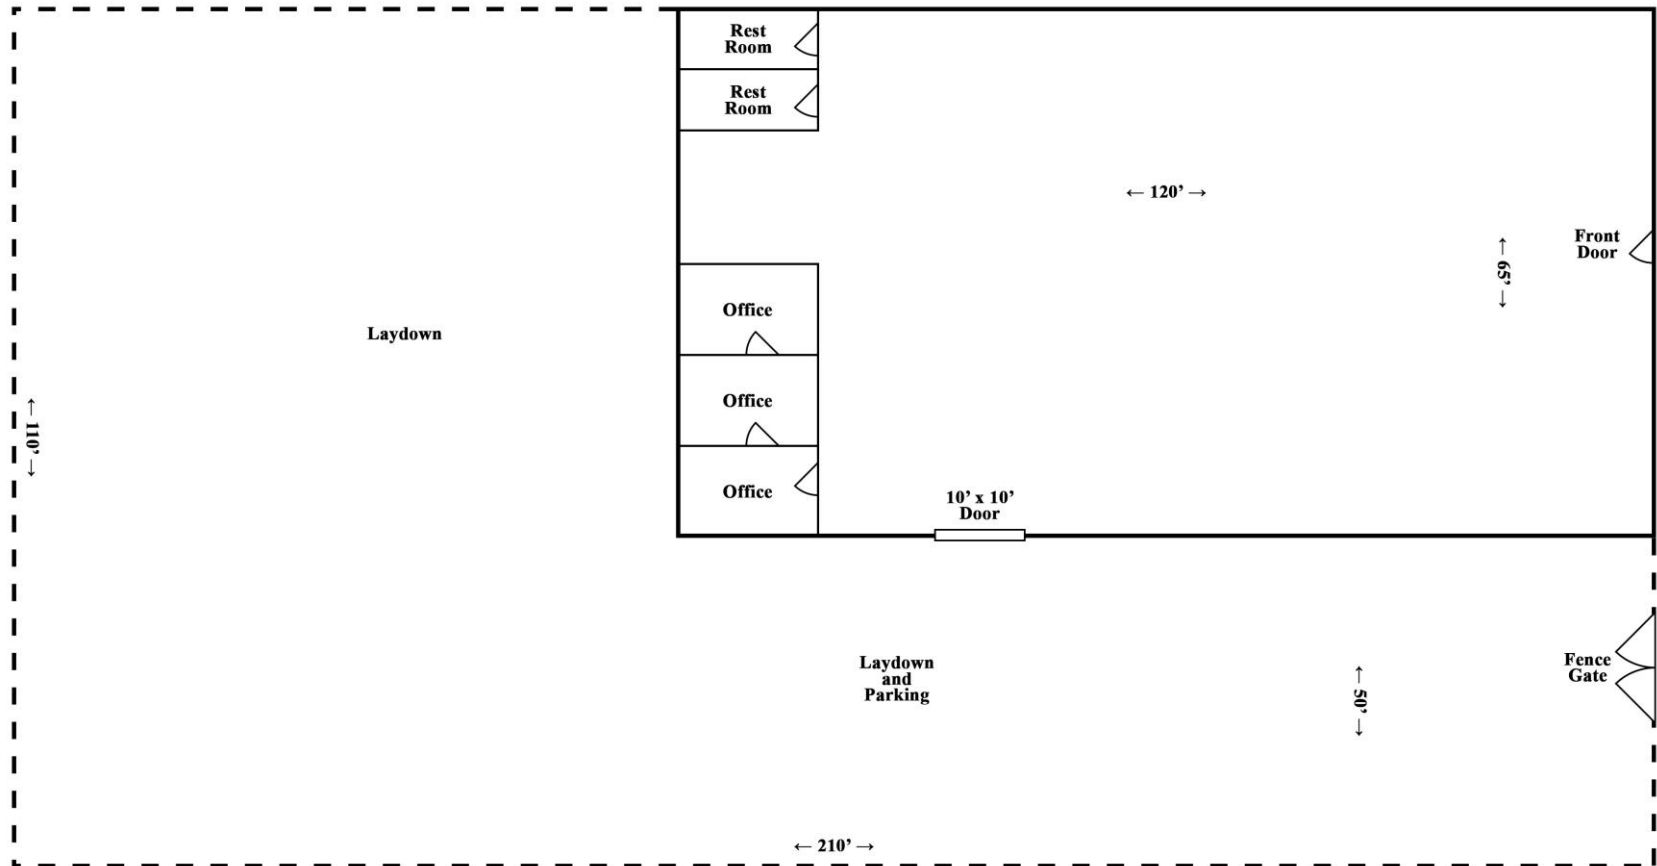 Rest
Room
Rest
Room
← 120’ →
Front
Door
← 65’ →
Office
Laydown
Office
← 110’ →
Office
10’ x 10’
Door
Laydown
and
Parking
Fence
Gate
← 50’ →
← 210’ →